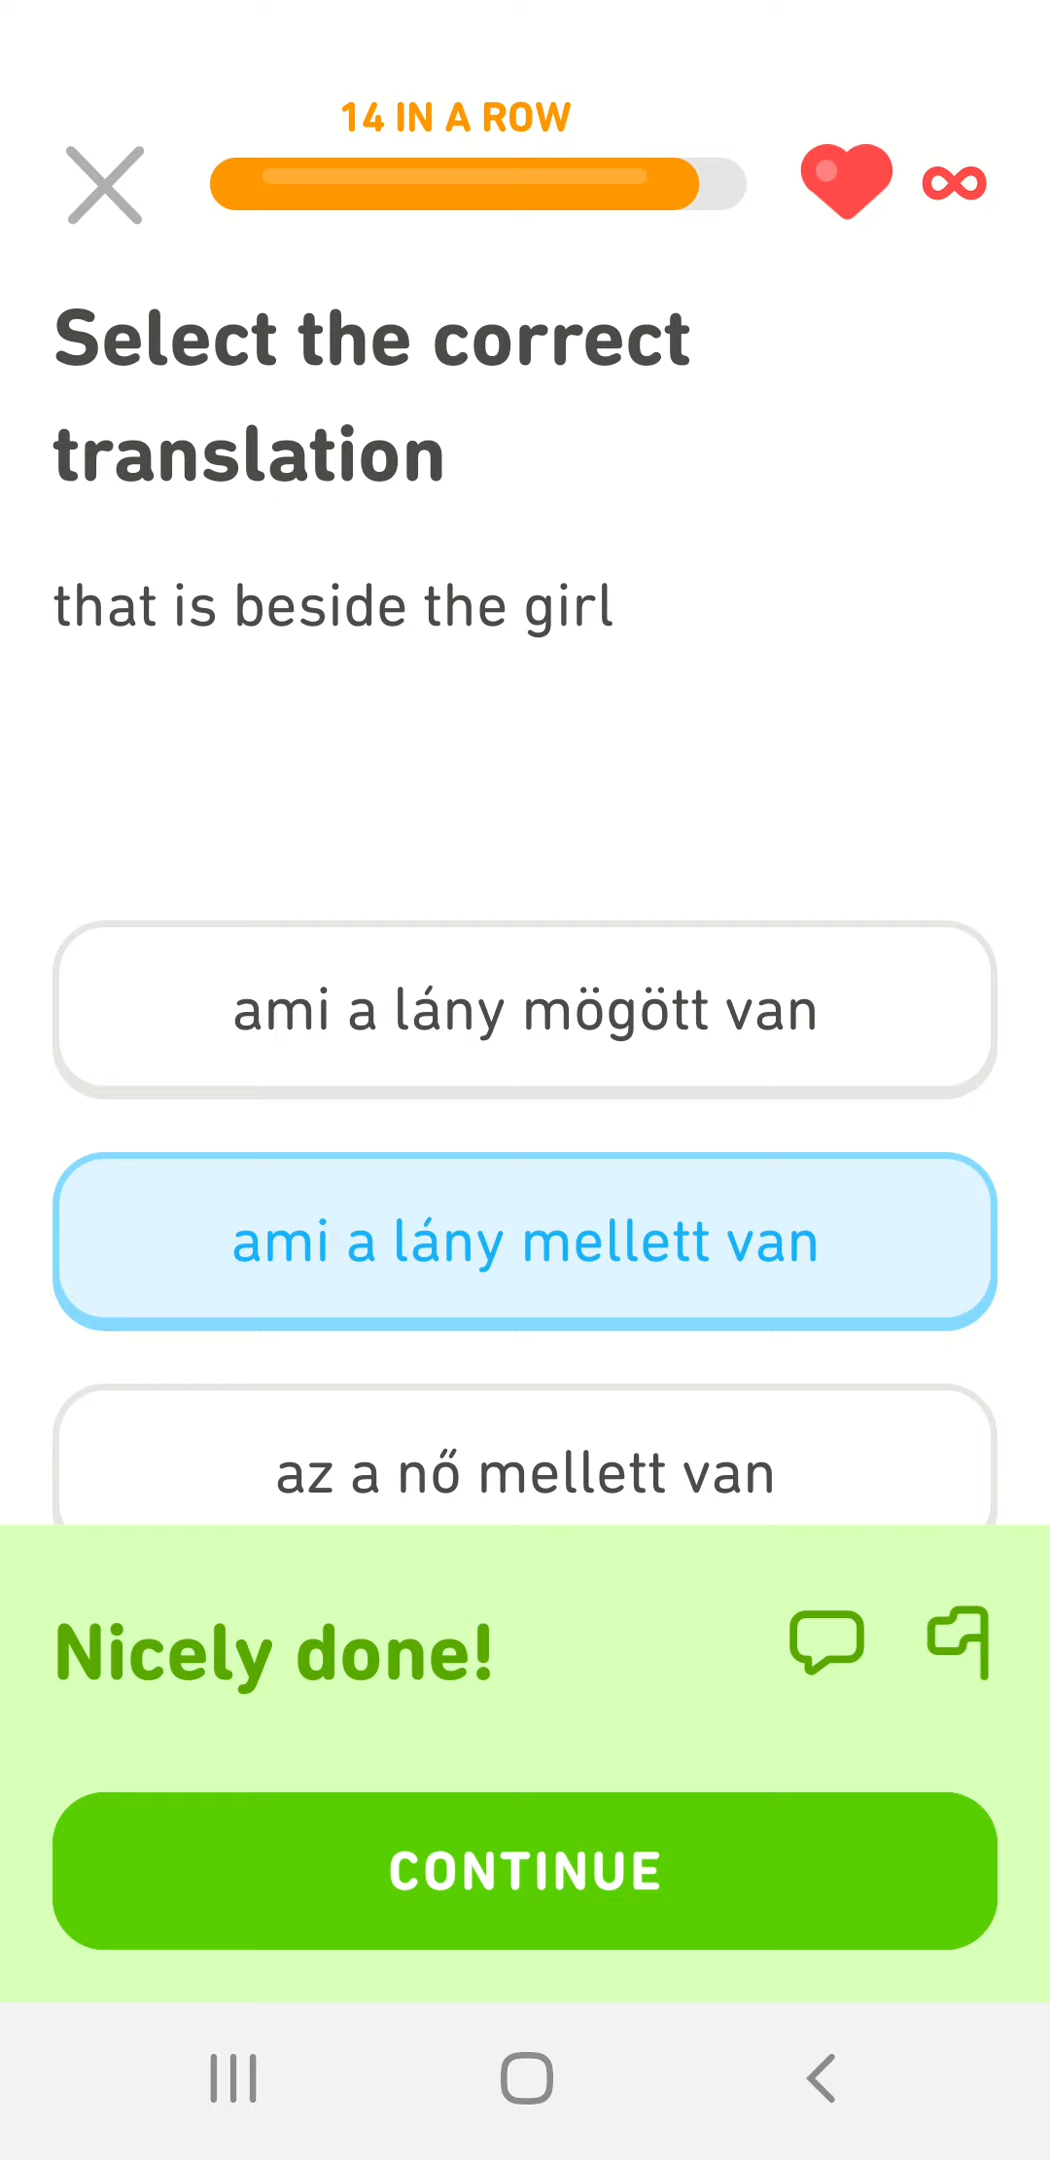 14 IN A ROW
Select the correct
translation
that is beside the girl
ami a lány mögött van
ami a lány mellett van
az a nő mellett van
Nicely done!
CONTINUE